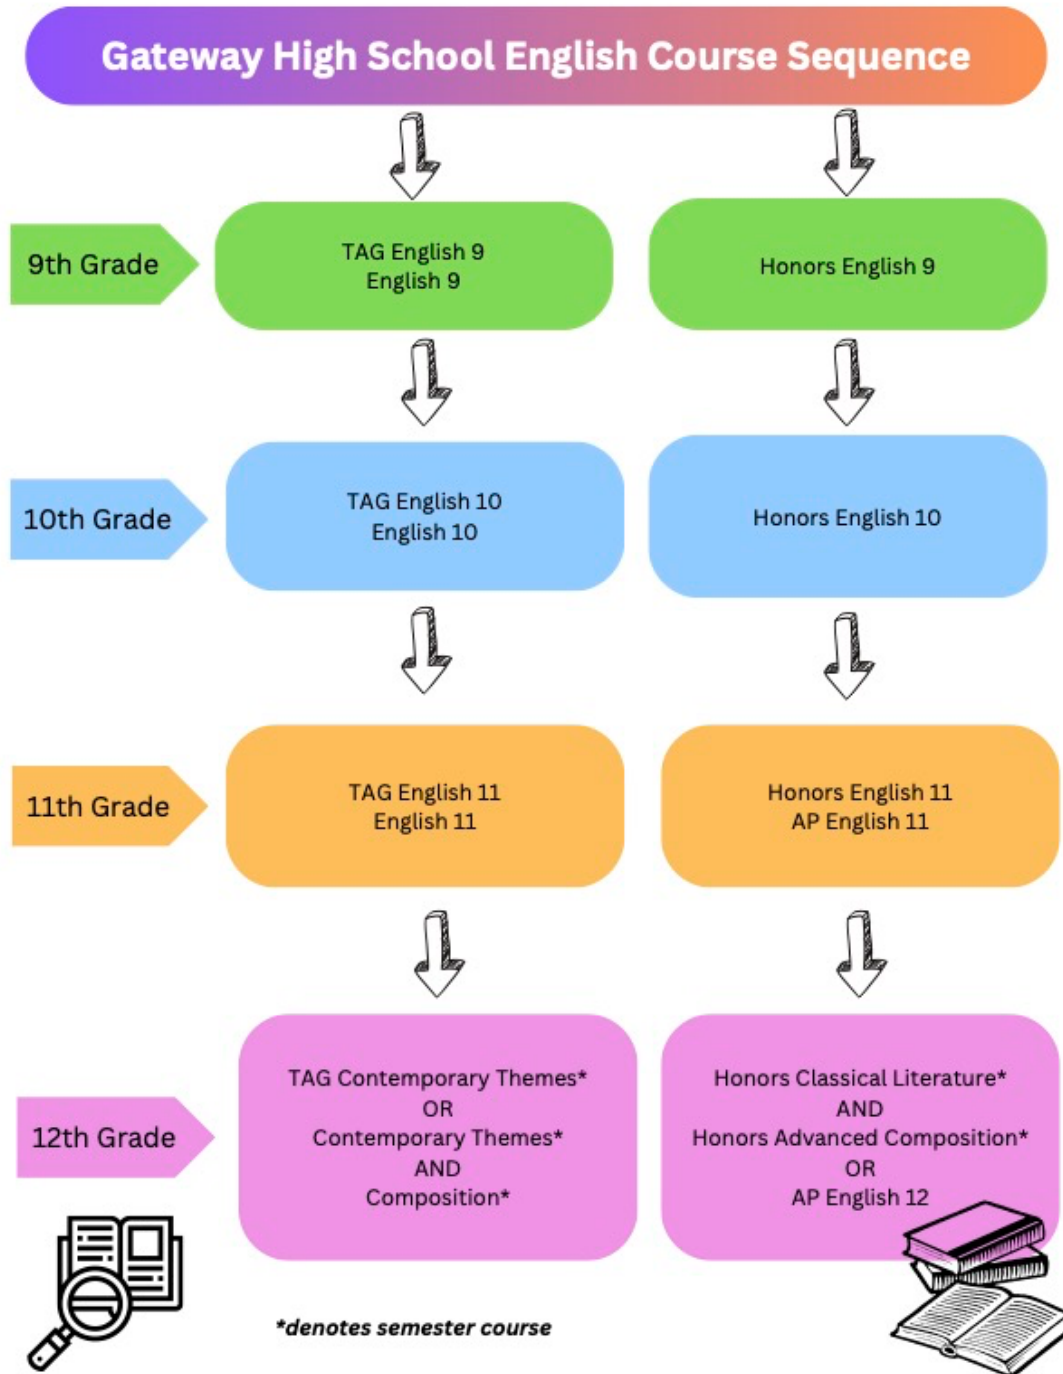 Gateway High School English Course Sequence
9th Grade
TAG English 9
English 9
Honors English 9
10th Grade
TAG English 10
English 10
Honors English 10
11th Grade
TAG English 11
English 11
Honors English 11
AP English 11
12th Grade
TAG Contemporary Themes*
OR
Contemporary Themes*
AND
Composition*
Honors Classical Literature*
AND
Honors Advanced Composition*
OR
AP English 12
*denotes semester course